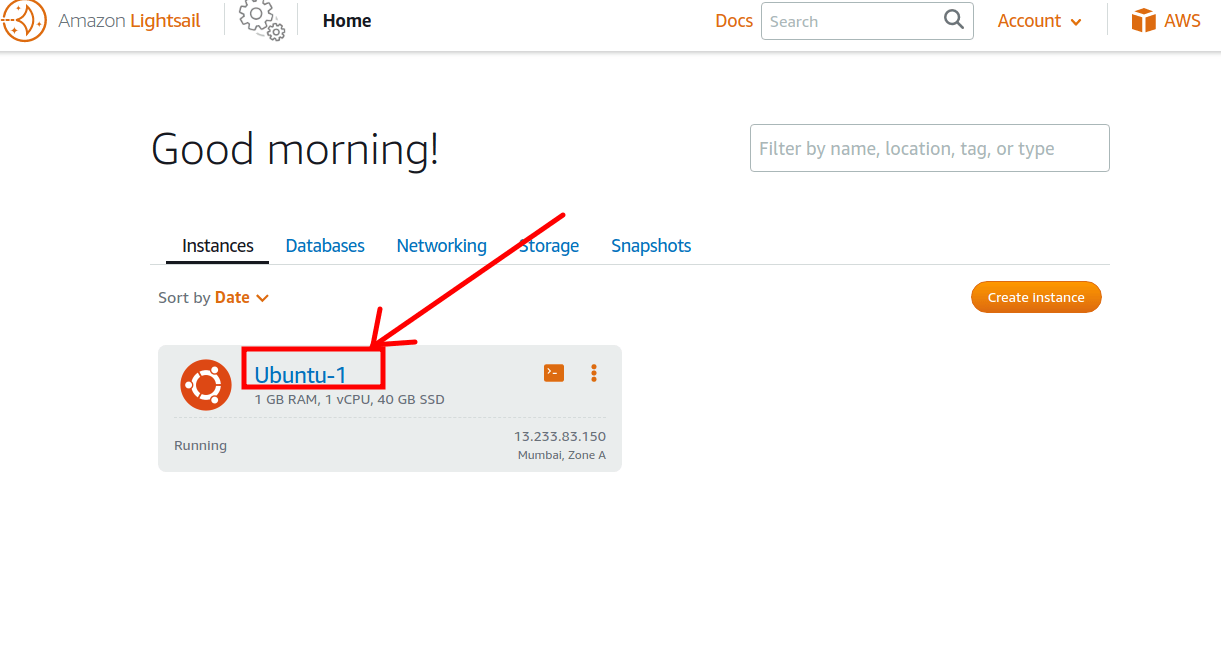 Amazon Lightsail Home Docs Search Account AWS
Good morning!
Filter by name, location, tag, or type
Instances Databases Networking Storage Snapshots
Sort by Date
Create instance
Ubuntu-1
1 GB RAM, 1 vCPU, 40 GB SSD
Running
13.233.83.150
Mumbai, Zone A